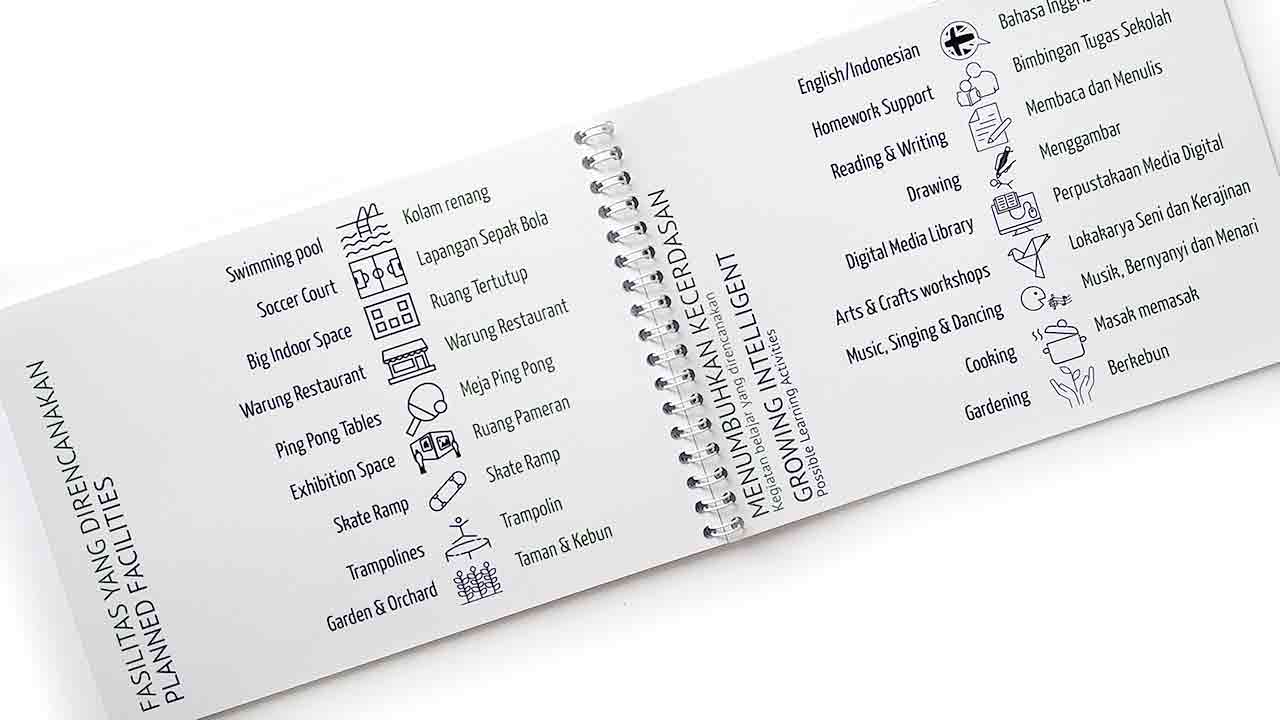 FASILITAS YANG DIRENCANAKAN
PLANNED FACILITIES
Swimming pool Kolam renang
Soccer Court Lapangan Sepak Bola
Big Indoor Space Ruang Tertutup
Warung Restaurant Warung Restaurant
Ping Pong Tables Meja Ping Pong
Exhibition Space Ruang Pameran
Skate Ramp Skate Ramp
Trampolines Trampolin
Garden & Orchard Taman & Kebun
MENUMBUHKAN KECERDASAN
Kegiatan belajar yang direncanakan
GROWING INTELLIGENT
Possible Learning Activities
English/Indonesian Bahasa
Homework Support Bimbingan Tugas Sekolah
Reading & Writing Membaca dan Menulis
Drawing Menggambar
Digital Media Library Perpustakaan Media Digital
Arts & Crafts workshops Lokakarya Seni dan Kerajinan
Music, Singing & Dancing Musik, Bernyanyi dan Menari
Cooking Masak memasak
Gardening Berkebun